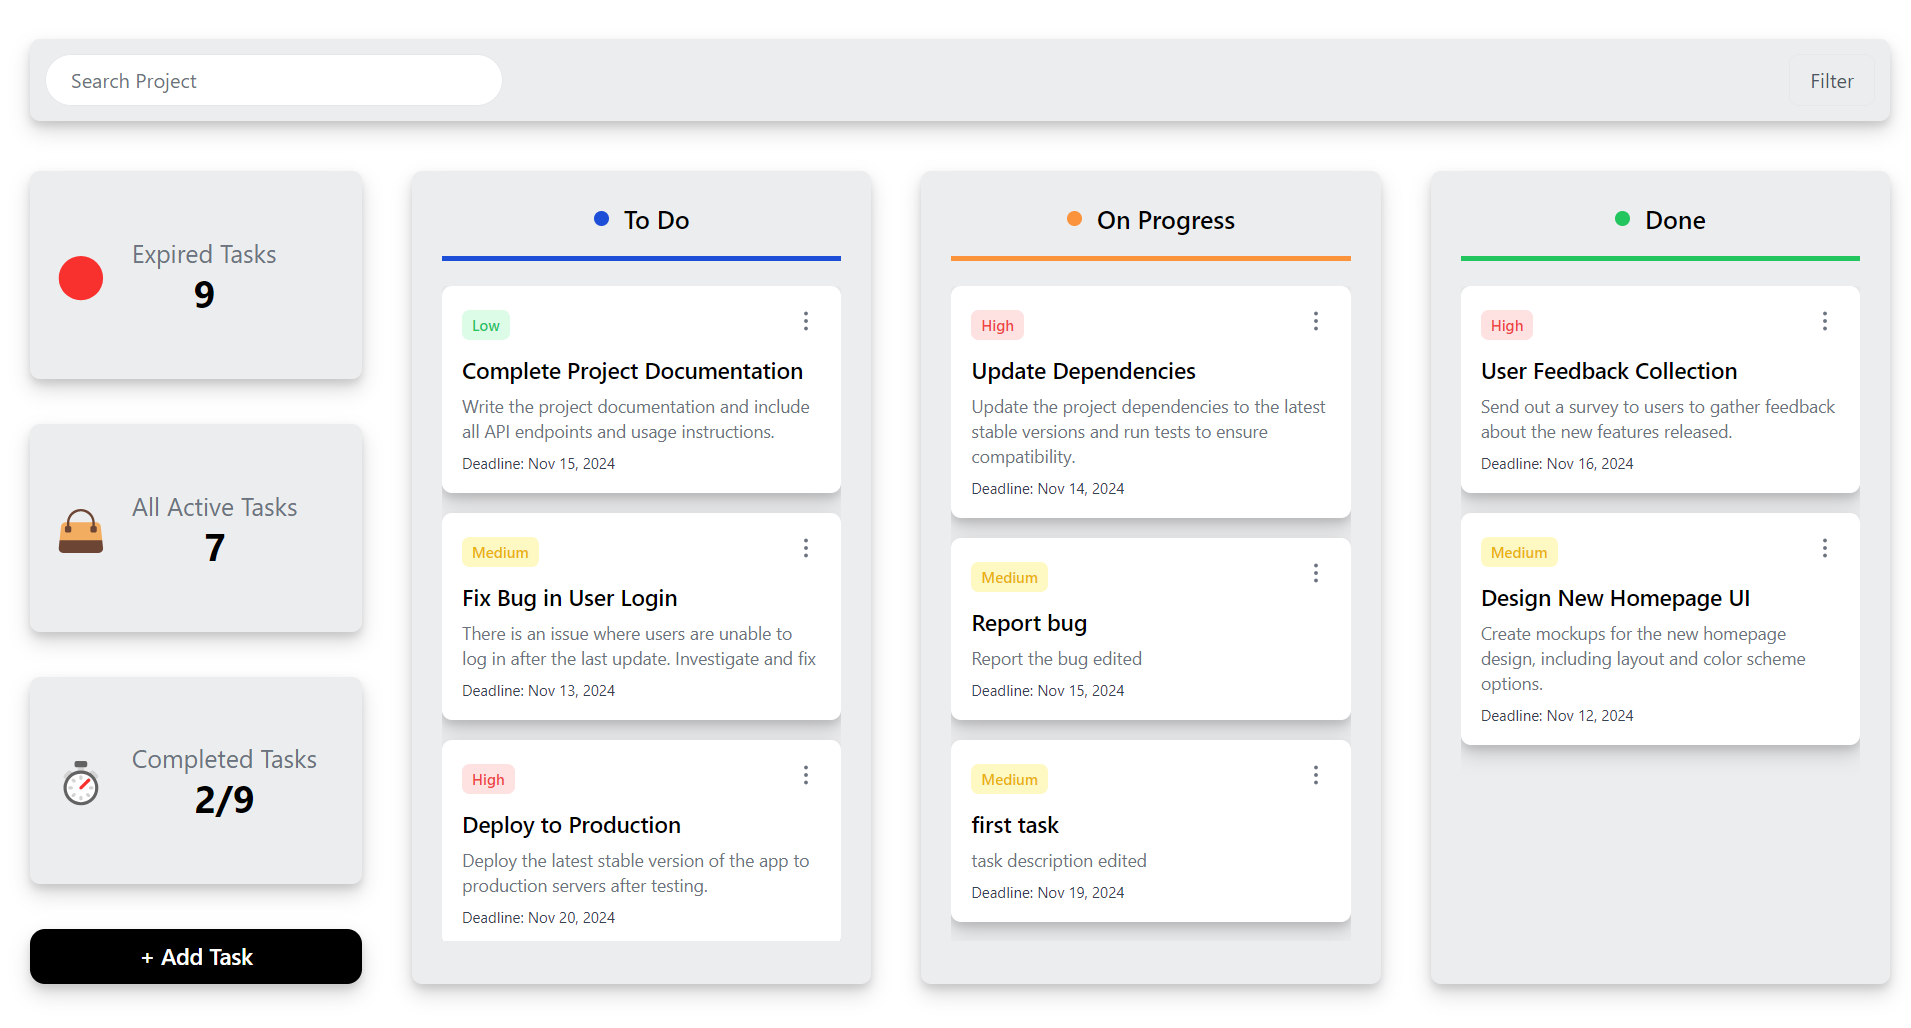 Search Project
Filter
Expired Tasks
9
All Active Tasks
7
Completed Tasks
2/9
+ Add Task
To Do
Low
Complete Project Documentation
Write the project documentation and include
all API endpoints and usage instructions.
Deadline: Nov 15, 2024
Medium
Fix Bug in User Login
There is an issue where users are unable to
log in after the last update. Investigate and fix
Deadline: Nov 13, 2024
High
Deploy to Production
Deploy the latest stable version of the app to
production servers after testing.
Deadline: Nov 20, 2024
On Progress
High
Update Dependencies
Update the project dependencies to the latest
stable versions and run tests to ensure
compatibility.
Deadline: Nov 14, 2024
Medium
Report bug
Report the bug edited
Deadline: Nov 15, 2024
Medium
first task
task description edited
Deadline: Nov 19, 2024
Done
High
User Feedback Collection
Send out a survey to users to gather feedback
about the new features released.
Deadline: Nov 16, 2024
Medium
Design New Homepage UI
Create mockups for the new homepage
design, including layout and color scheme
options.
Deadline: Nov 12, 2024